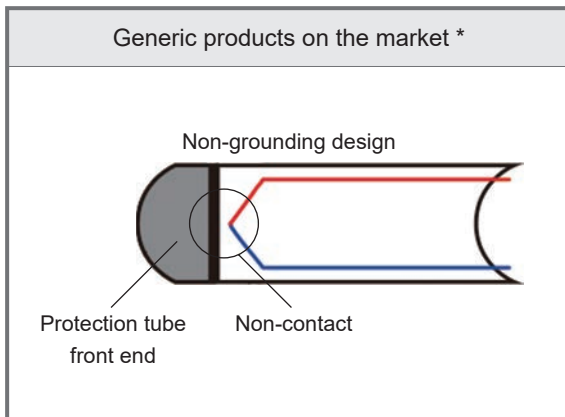 Generic products on the market *
Non-grounding design
Protection tube
front end
Non-contact